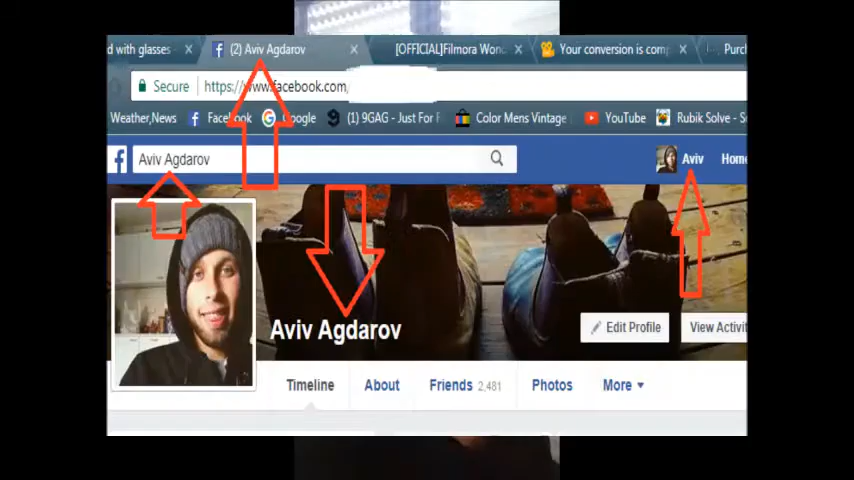 d with glasses
(2) Aviv Agdarov
[OFFICIAL]Filmora Wond
Your conversion is comp
Purch
Secure https://www.facebook.com,
Weather,News Facebook Google (1) 9GAG - Just For F Color Mens Vintage YouTube Rubik Solve - S
Aviv Agdarov
Aviv Home
Aviv Agdarov
Edit Profile
View Activit
Timeline About Friends 2,481 Photos More